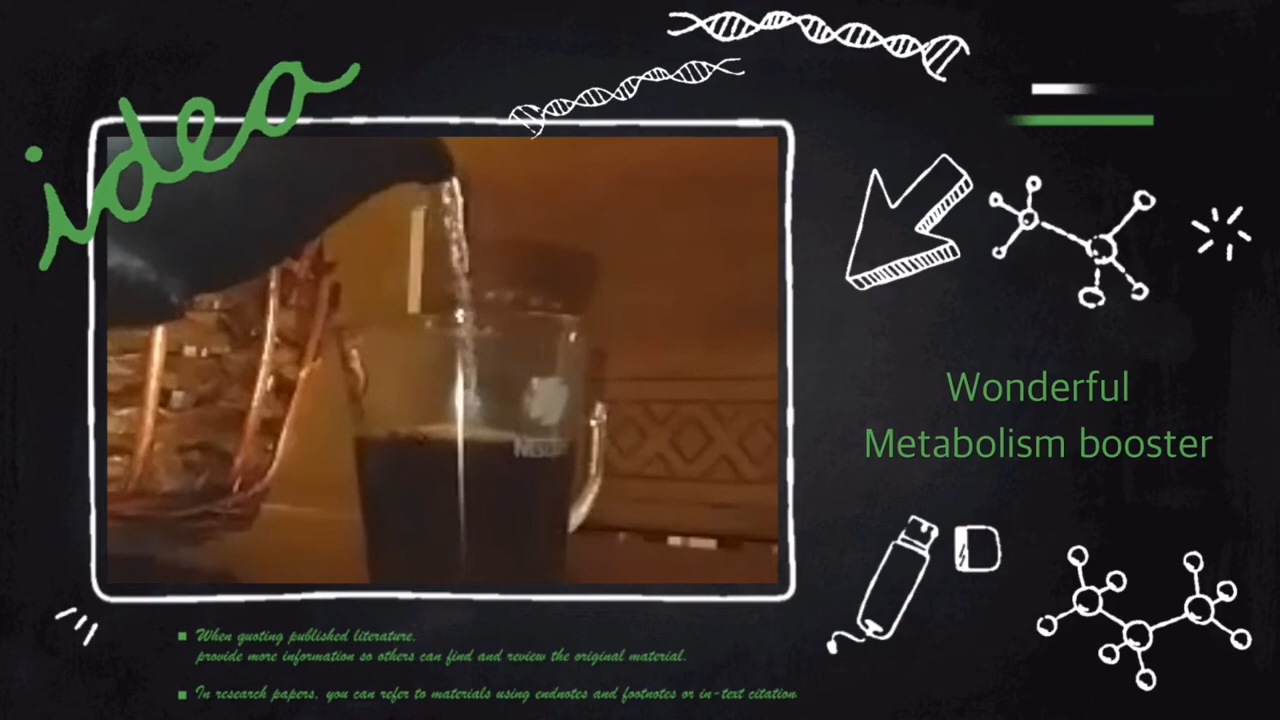 idea
Wonderful
Metabolism booster
When quoting published literature,
provide more information so others can find and review the original material.
In research papers, you can refer to materials using endnotes and footnotes or in-text citation